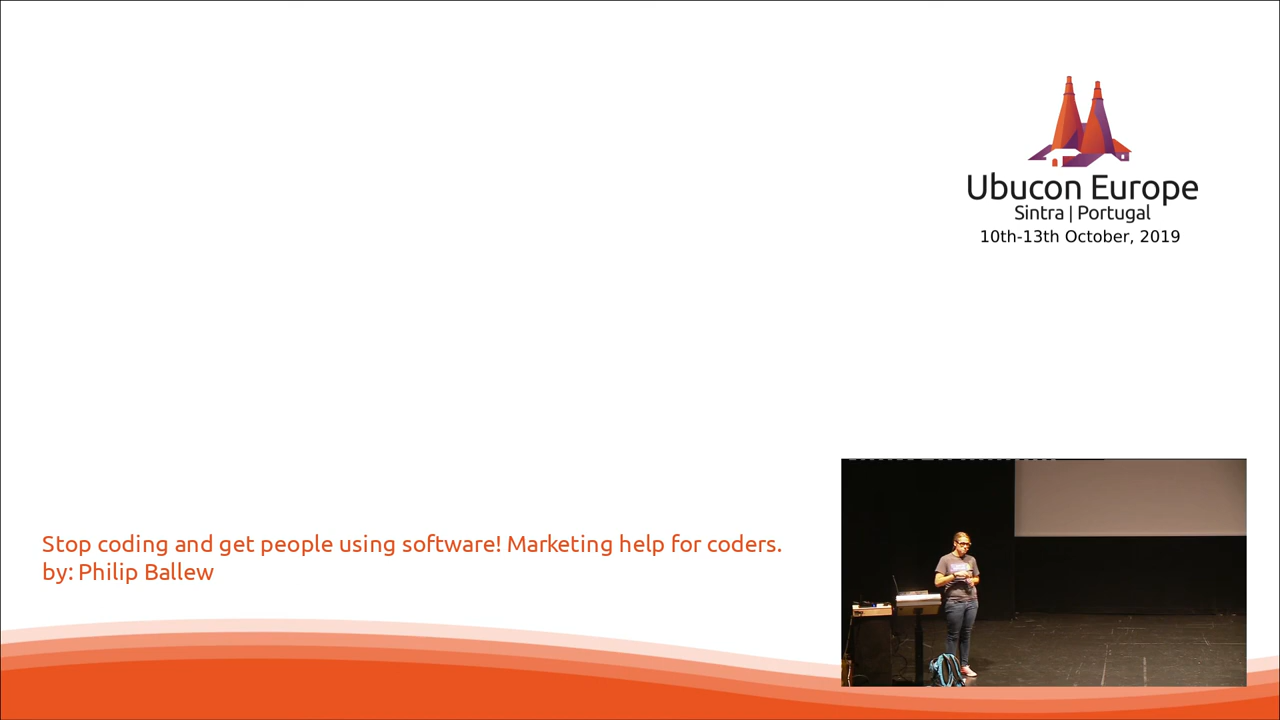 Ubucon Europe
Sintra | Portugal
10th-13th October, 2019
Stop coding and get people using software! Marketing help for coders.
by: Philip Ballew